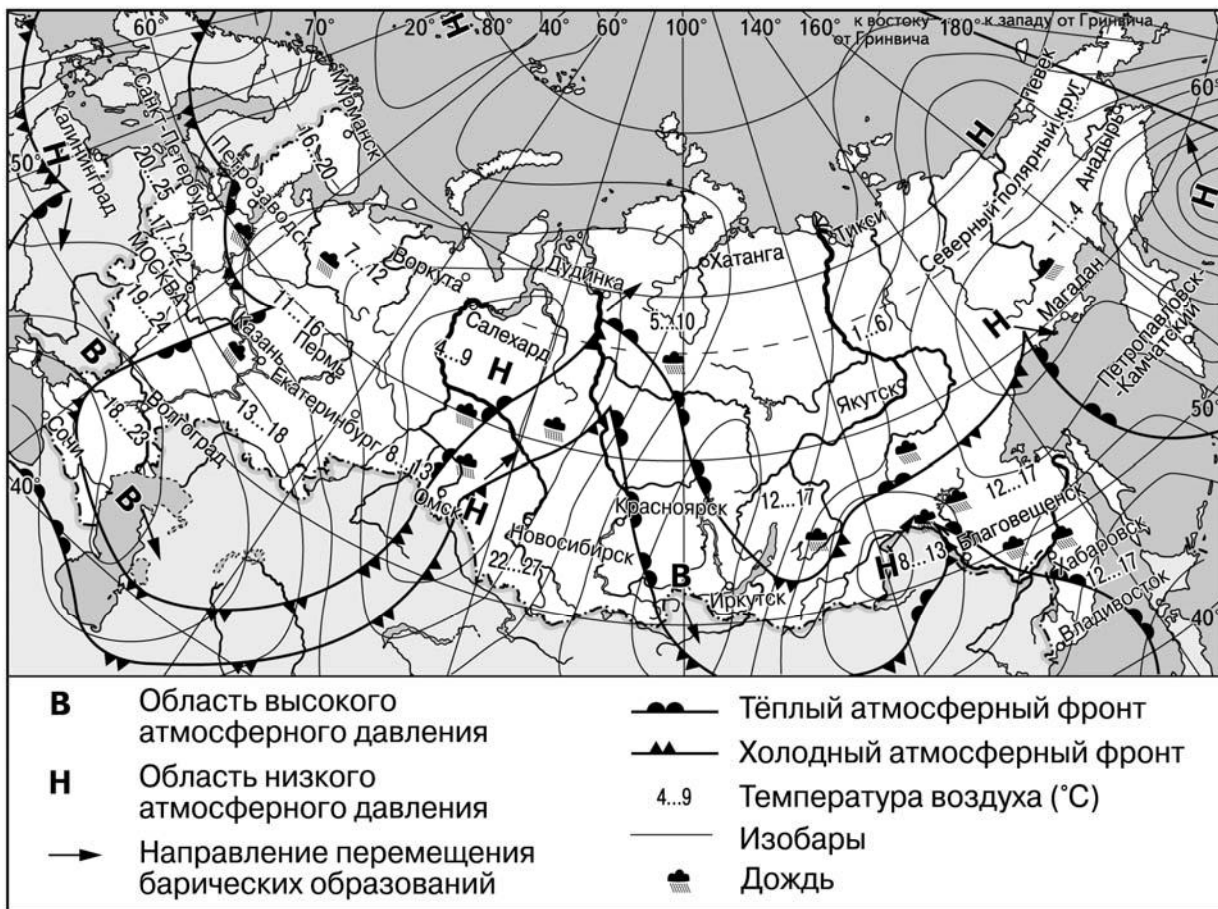 60°
70°
20°
40°
60°
100°
140°
160°
180°
к востоку
от Гринвича
к западу от Гринвича
60°
50°
40°
50°
40°
Н
Н
Н
Н
Н
Н
Н
Н
В
В
В
Калининград
Санкт-Петербург
20...25
Петрозаводск
Мурманск
16...20
17...22
МОСКВА
19...24
7...12
Воркута
11...16
Казань
Пермь
Екатеринбург
Волгоград
13...18
18...23
Сочи
8...13
Омск
Салехард
4...9
Дудинка
Хатанга
5...10
Тикси
1...6
Северный полярный круг
Певек
Анадырь
−1...4
Магадан
Петропавловск-
-Камчатский
Якутск
Новосибирск
22...27
Красноярск
Иркутск
12...17
8...13
Благовещенск
12...17
Хабаровск
12...17
Владивосток
В Область высокого
атмосферного давления
Н Область низкого
атмосферного давления
Направление перемещения
барических образований
Тёплый атмосферный фронт
Холодный атмосферный фронт
4...9 Температура воздуха (°С)
Изобары
Дождь